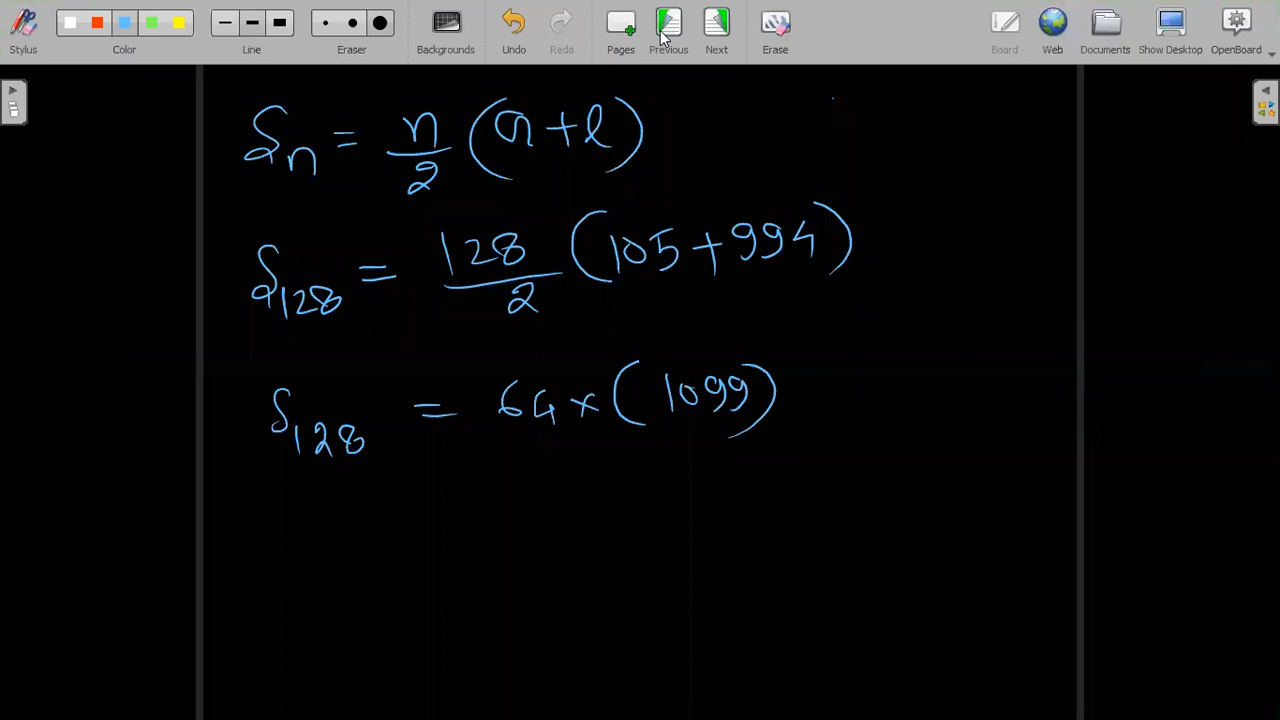 Stylus Color Line Eraser Backgrounds Undo Redo Pages Previous Next Erase Board Web Documents Show Desktop OpenBoard
Sn = n/2 (a+l)
S128 = 128/2 (105+994)
S128 = 64 × (1099)